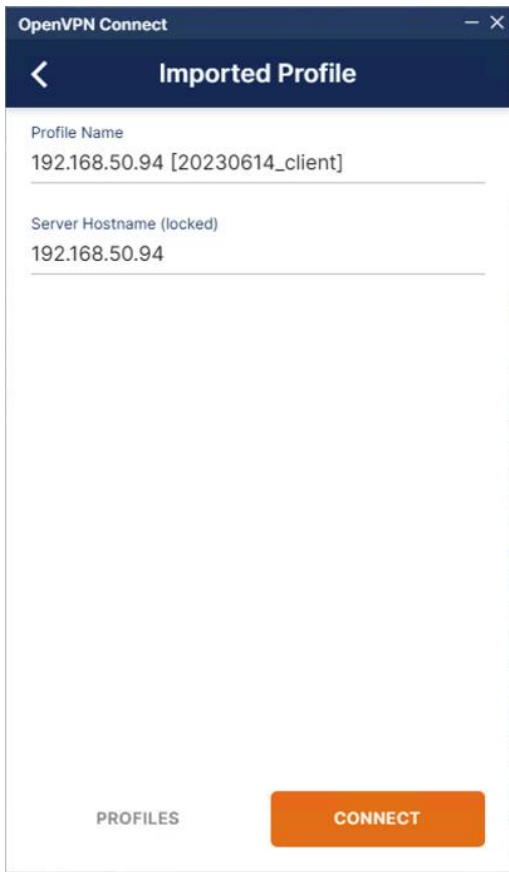 OpenVPN Connect
Imported Profile
Profile Name
192.168.50.94 [20230614_client]
Server Hostname (locked)
192.168.50.94
PROFILES
CONNECT